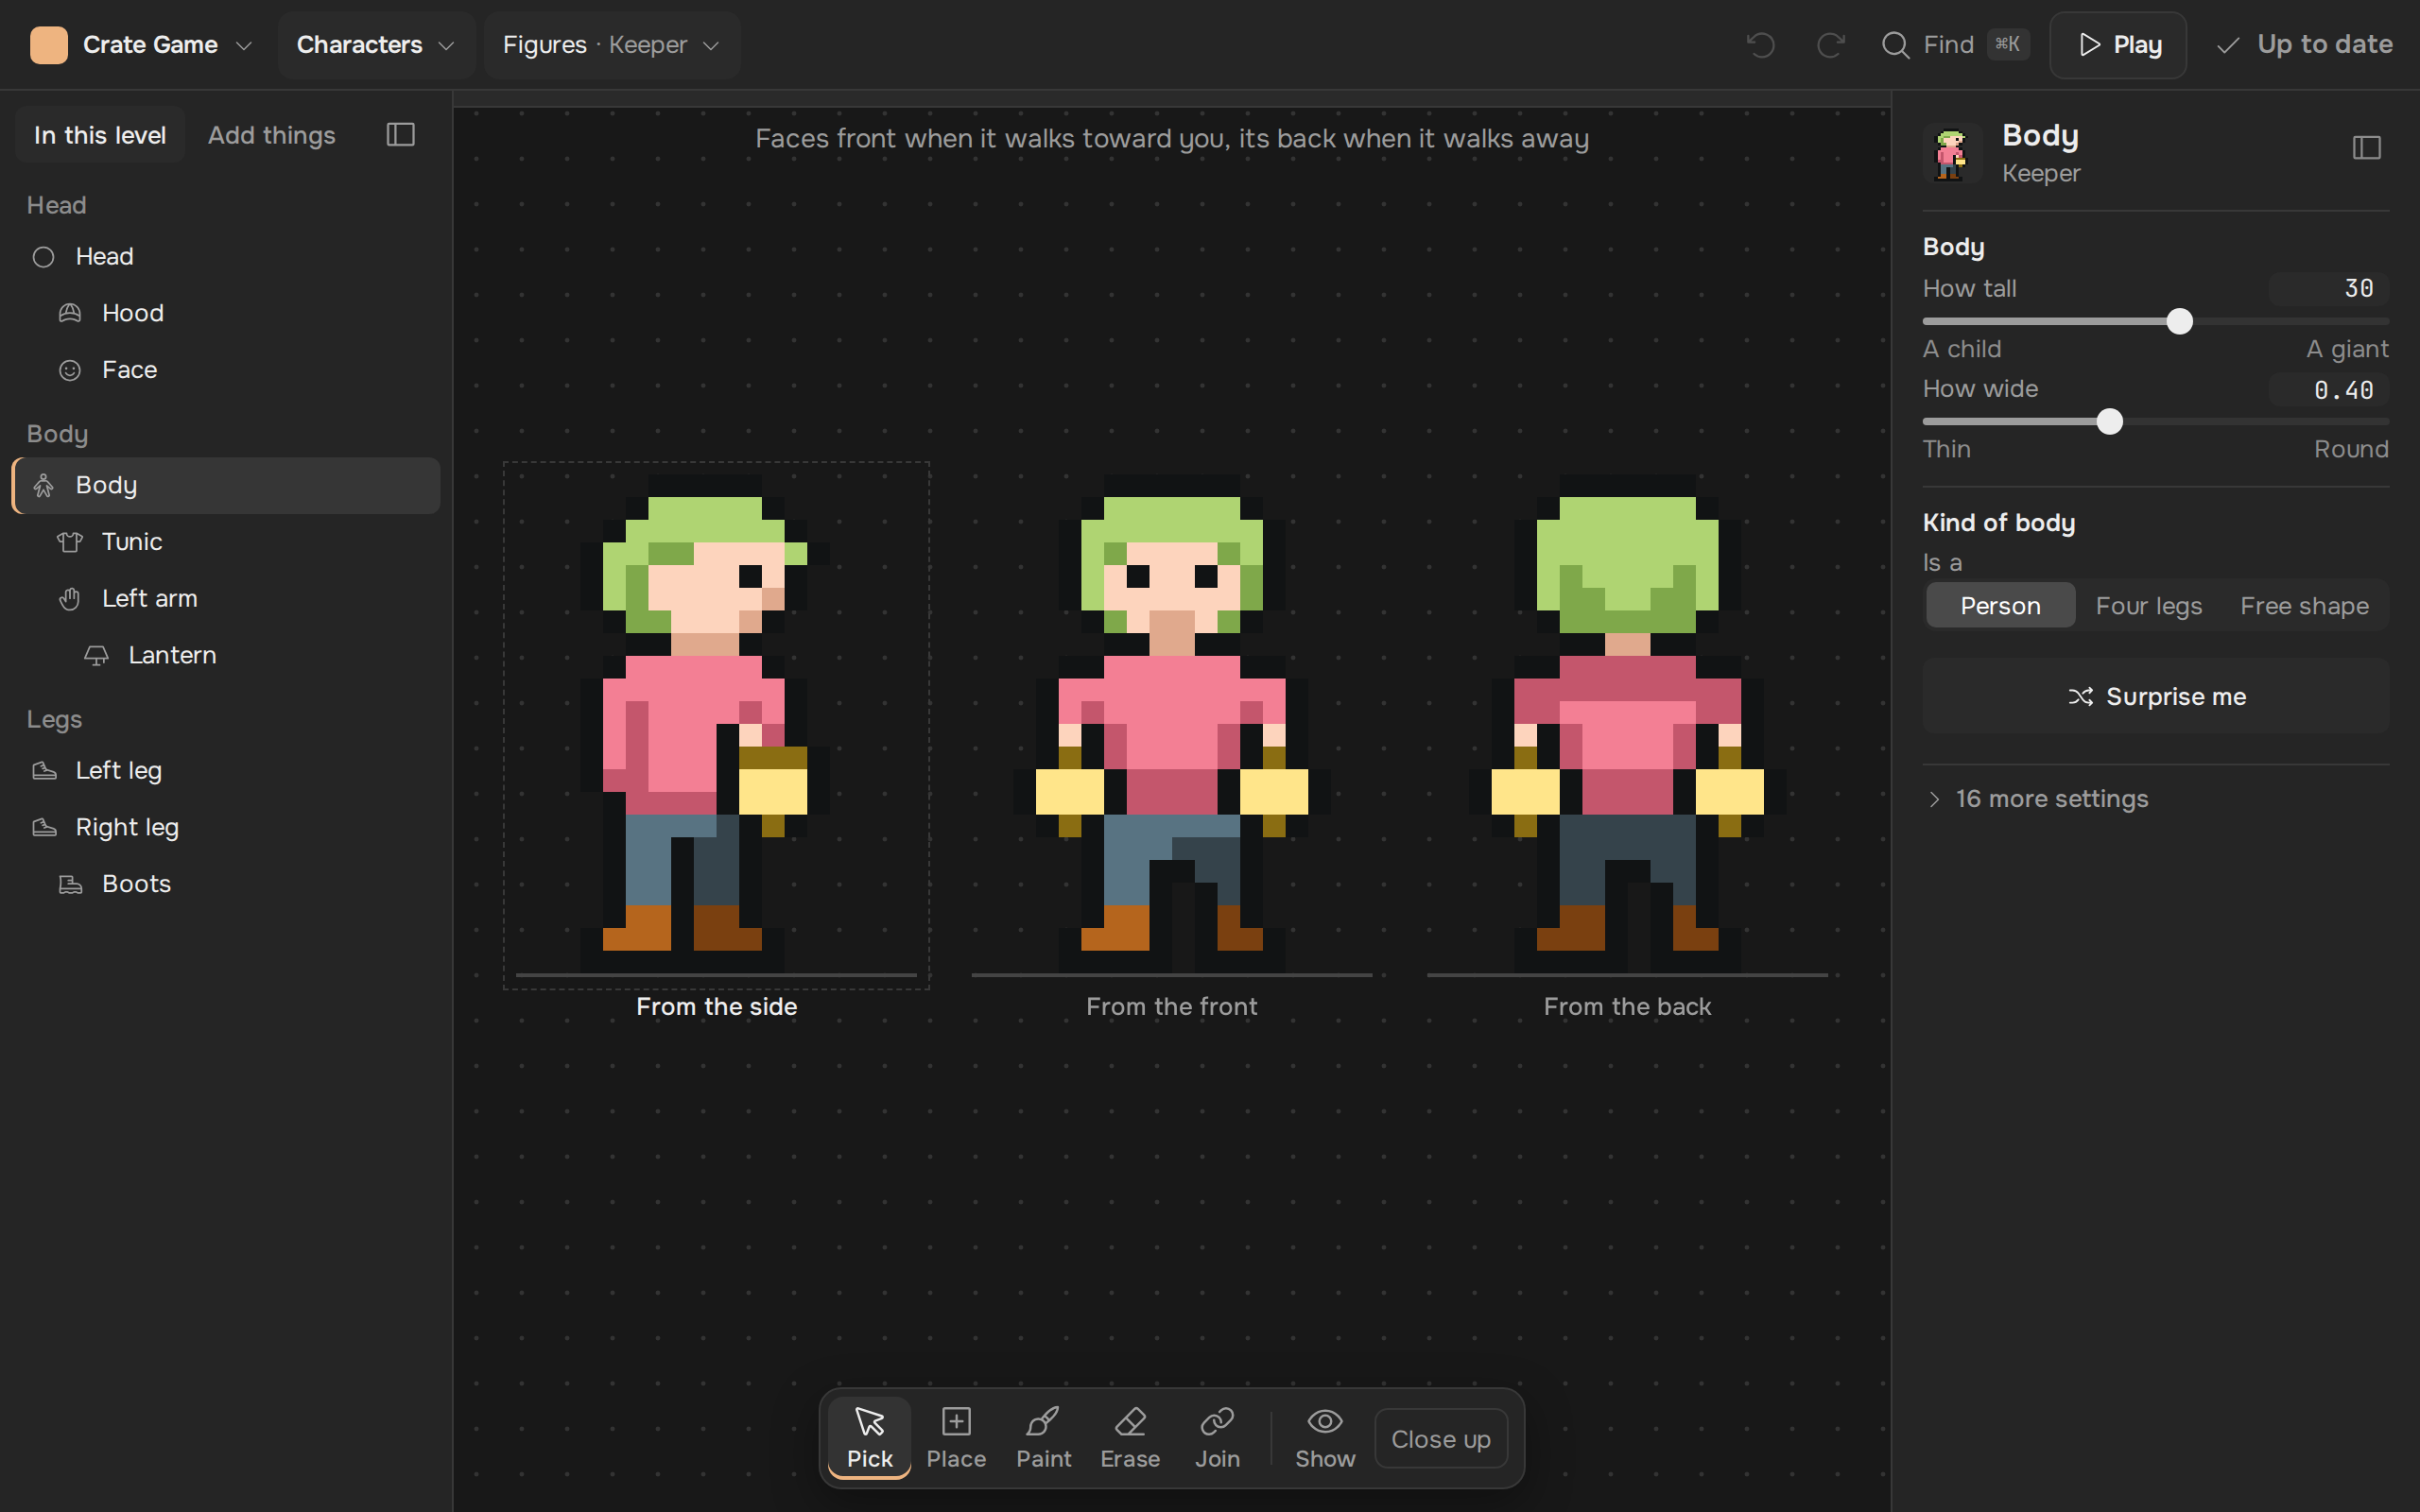 Crate Game
Characters
Figures · Keeper
Find ⌘K
Play
Up to date
In this level
Add things
Head
Head
Hood
Face
Body
Body
Tunic
Left arm
Lantern
Legs
Left leg
Right leg
Boots
Faces front when it walks toward you, its back when it walks away
From the side
From the front
From the back
Pick
Place
Paint
Erase
Join
Show
Close up
Body
Keeper
Body
How tall 30
A child A giant
How wide 0.40
Thin Round
Kind of body
Is a
Person Four legs Free shape
Surprise me
16 more settings